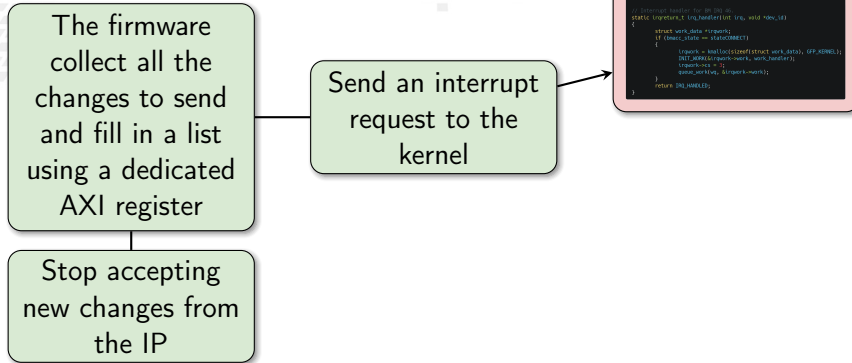 The firmware
collect all the
changes to send
and fill in a list
using a dedicated
AXI register
Send an interrupt
request to the
kernel
// Interrupt handler for BM IRQ 46.
static irqreturn_t irq_handler(int irq, void *dev_id)
{
struct work_data *irqwork;
if (bmacc_state == stateCONNECT)
{
irqwork = kmalloc(sizeof(struct work_data), GFP_KERNEL);
INIT_WORK(&irqwork->work, work_handler);
irqwork->cs = 3;
queue_work(wq, &irqwork->work);
}
return IRQ_HANDLED;
}
Stop accepting
new changes from
the IP